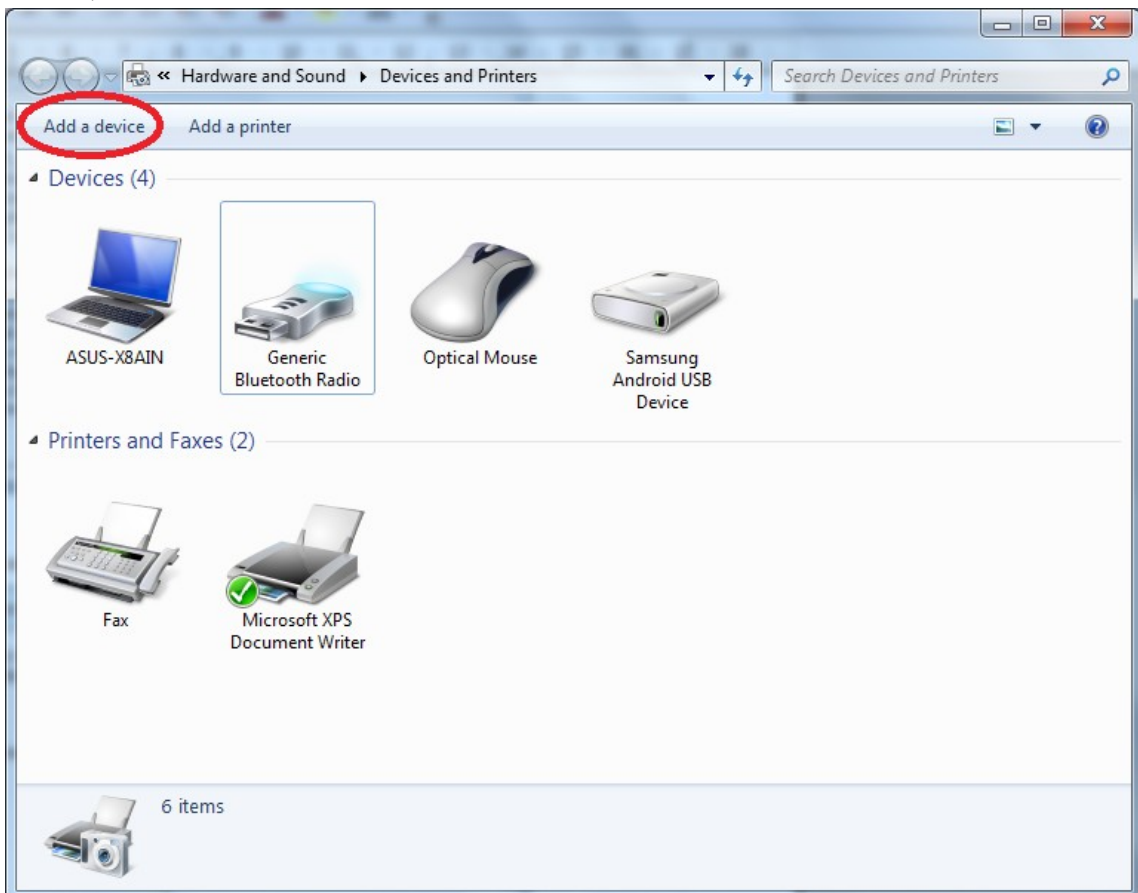 « Hardware and Sound ▸ Devices and Printers
Search Devices and Printers
Add a device
Add a printer
Devices (4)
ASUS-X8AIN
Generic
Bluetooth Radio
Optical Mouse
Samsung
Android USB
Device
Printers and Faxes (2)
Fax
Microsoft XPS
Document Writer
6 items